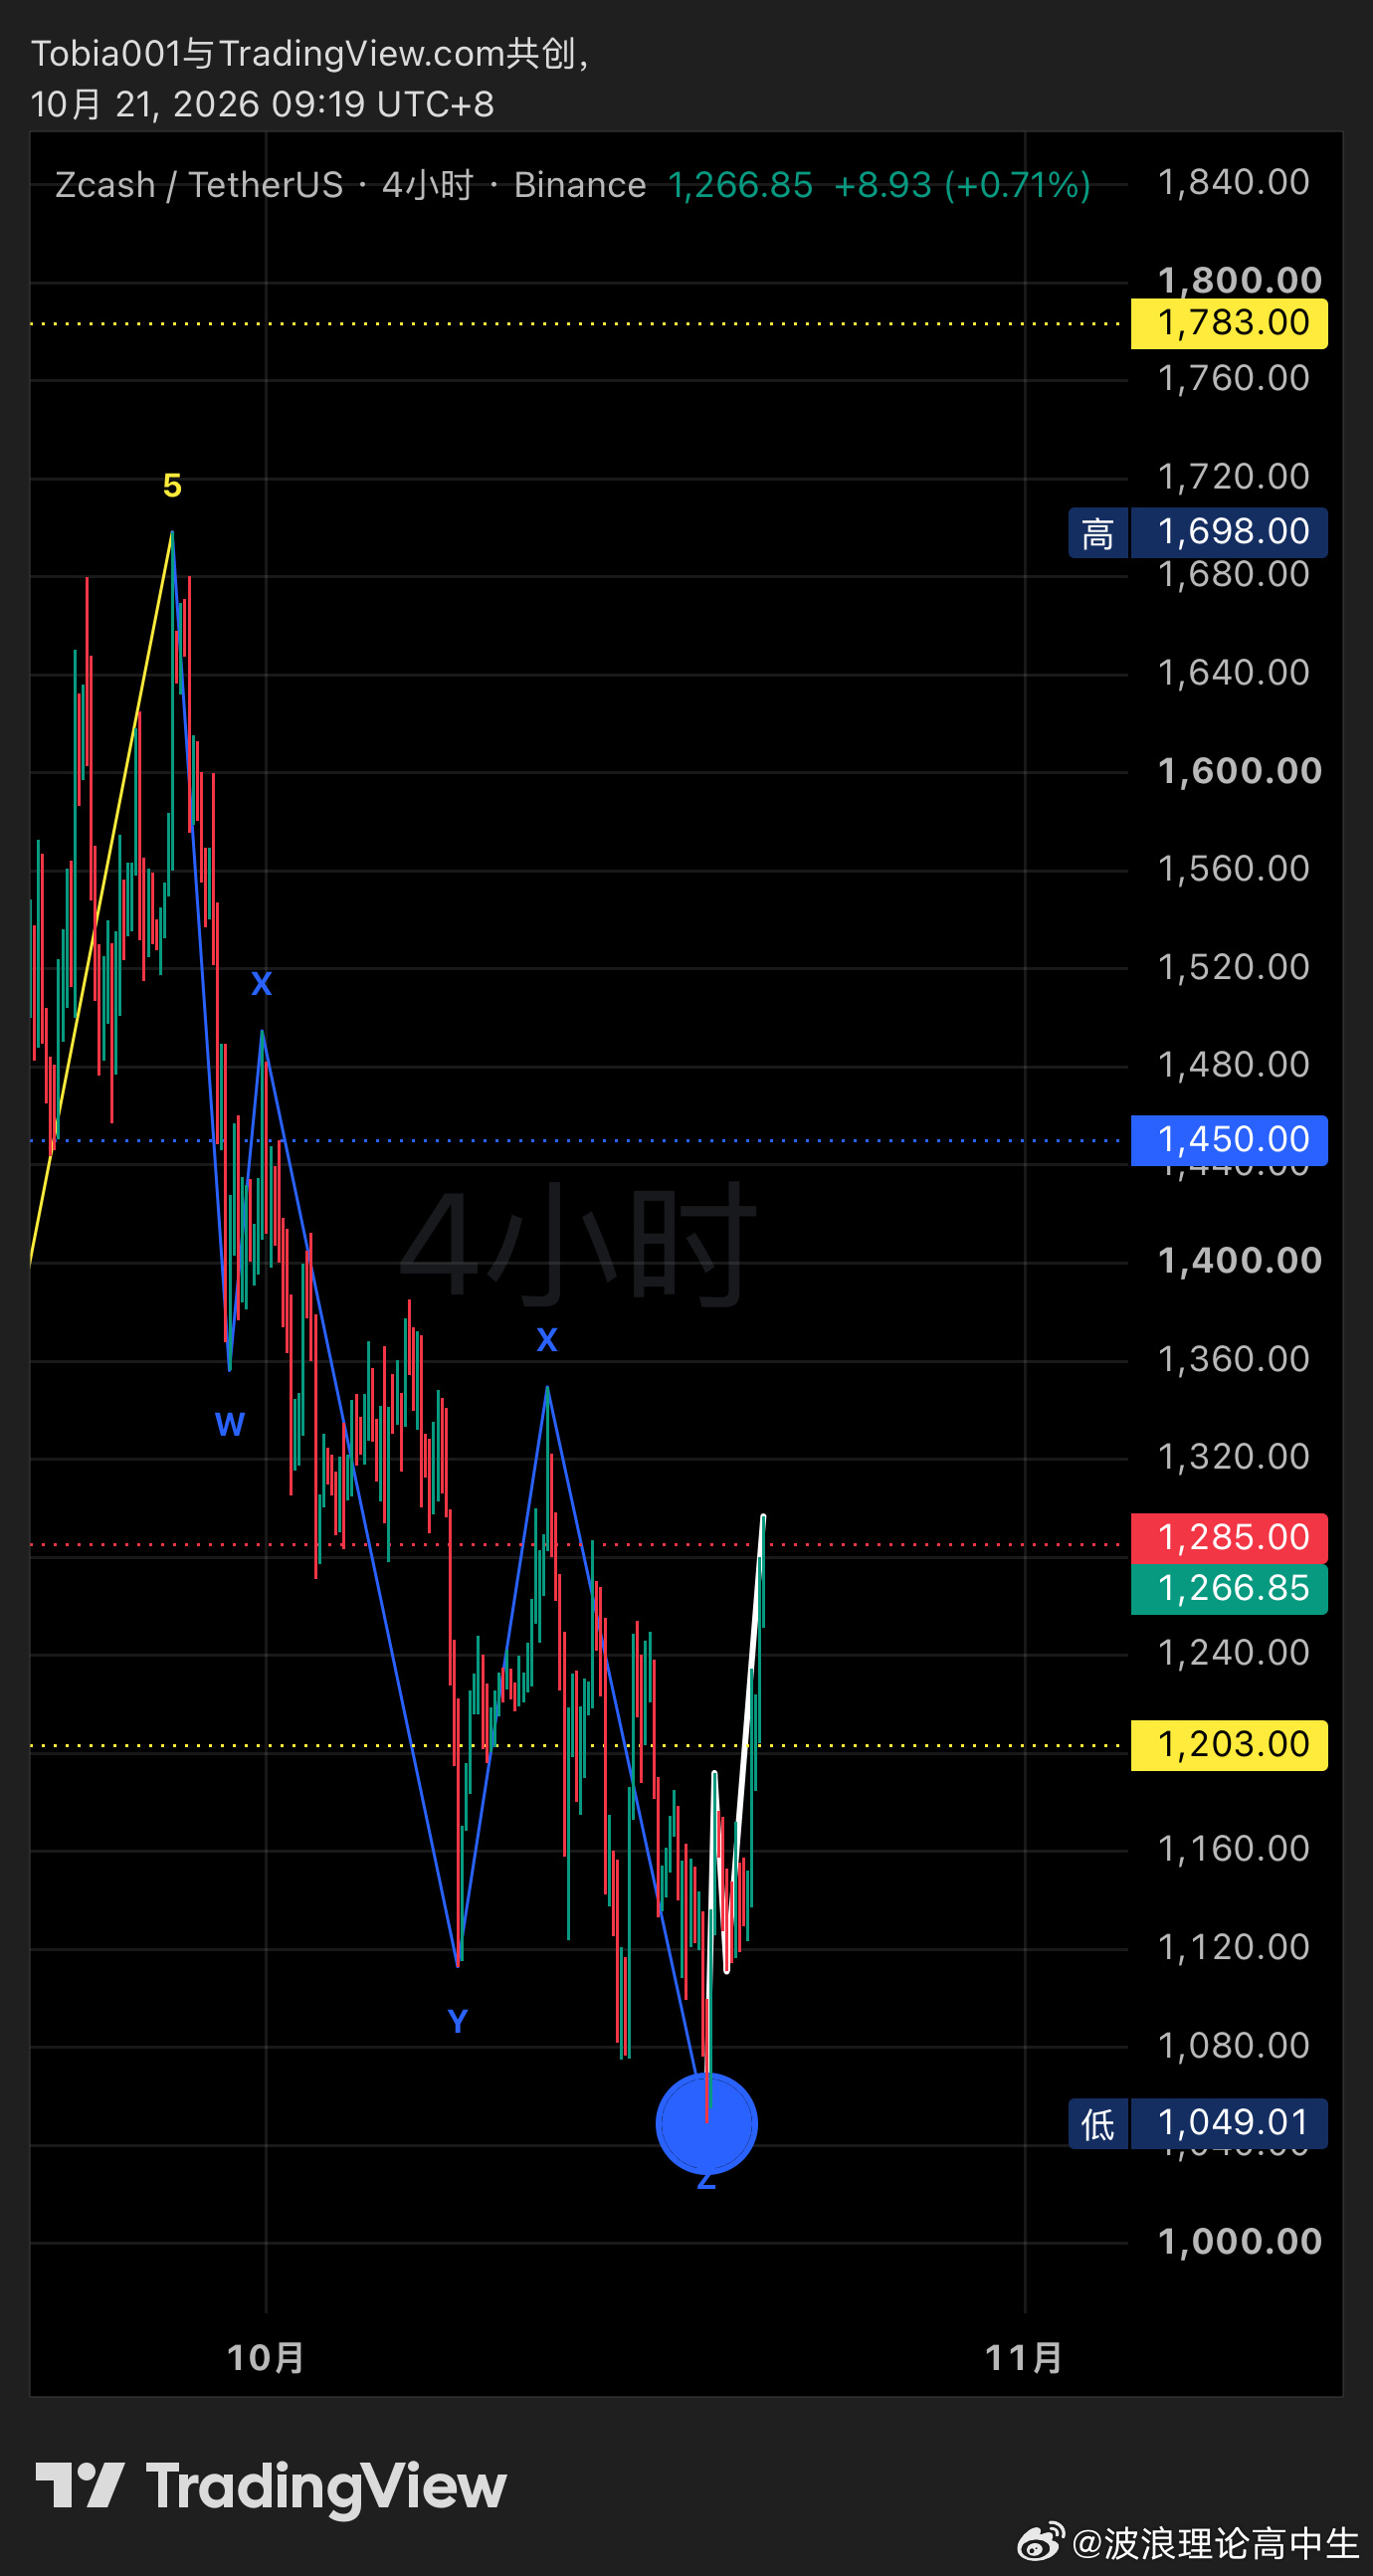 Tobia001与TradingView.com共创,
10月 21, 2026 09:19 UTC+8
Zcash / TetherUS · 4小时 · Binance 1,266.85 +8.93 (+0.71%)
1,840.00
1,800.00
1,783.00
1,760.00
5
1,720.00
高 1,698.00
1,680.00
1,640.00
1,600.00
1,560.00
X
1,520.00
1,480.00
1,450.00
1,440.00
4小时
1,400.00
X
1,360.00
W
1,320.00
1,285.00
1,266.85
1,240.00
1,203.00
1,160.00
1,120.00
Y
1,080.00
低 1,049.01
1,040.00
Z
1,000.00
10月 11月
TradingView
@波浪理论高中生